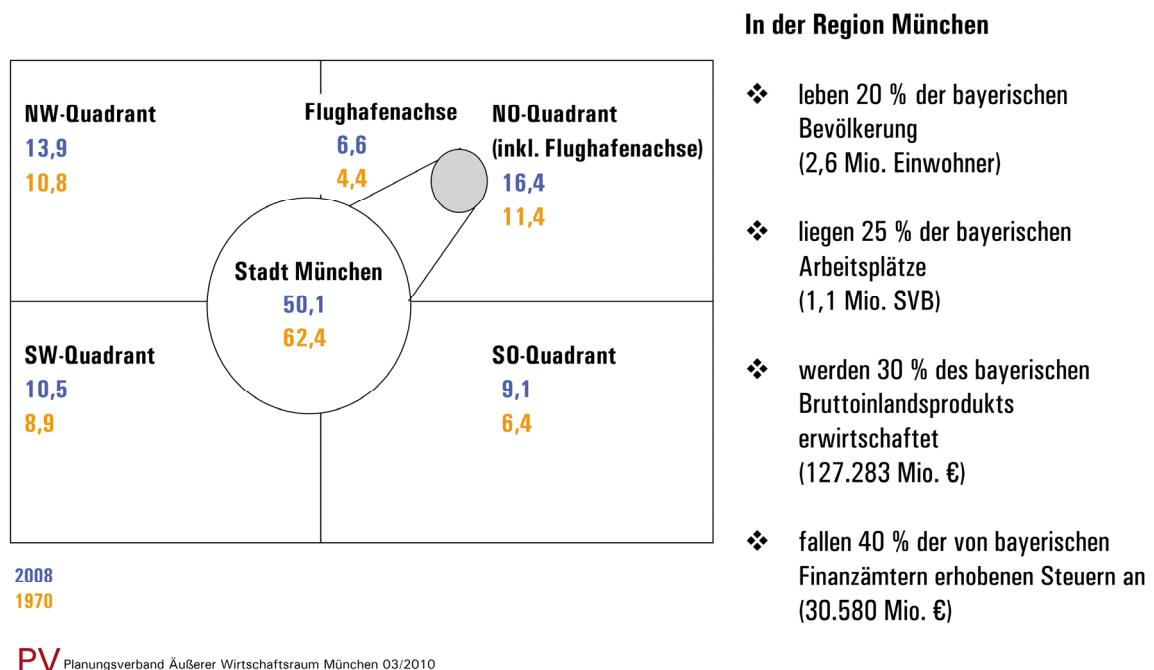 In der Region München
NW-Quadrant
13,9
10,8
Flughafenachse
6,6
4,4
NO-Quadrant
(inkl. Flughafenachse)
16,4
11,4
Stadt München
50,1
62,4
SW-Quadrant
10,5
8,9
SO-Quadrant
9,1
6,4
❖ leben 20 % der bayerischen
Bevölkerung
(2,6 Mio. Einwohner)
❖ liegen 25 % der bayerischen
Arbeitsplätze
(1,1 Mio. SVB)
❖ werden 30 % des bayerischen
Bruttoinlandsprodukts
erwirtschaftet
(127.283 Mio. €)
❖ fallen 40 % der von bayerischen
Finanzämtern erhobenen Steuern an
(30.580 Mio. €)
2008
1970
PV Planungsverband Äußerer Wirtschaftsraum München 03/2010